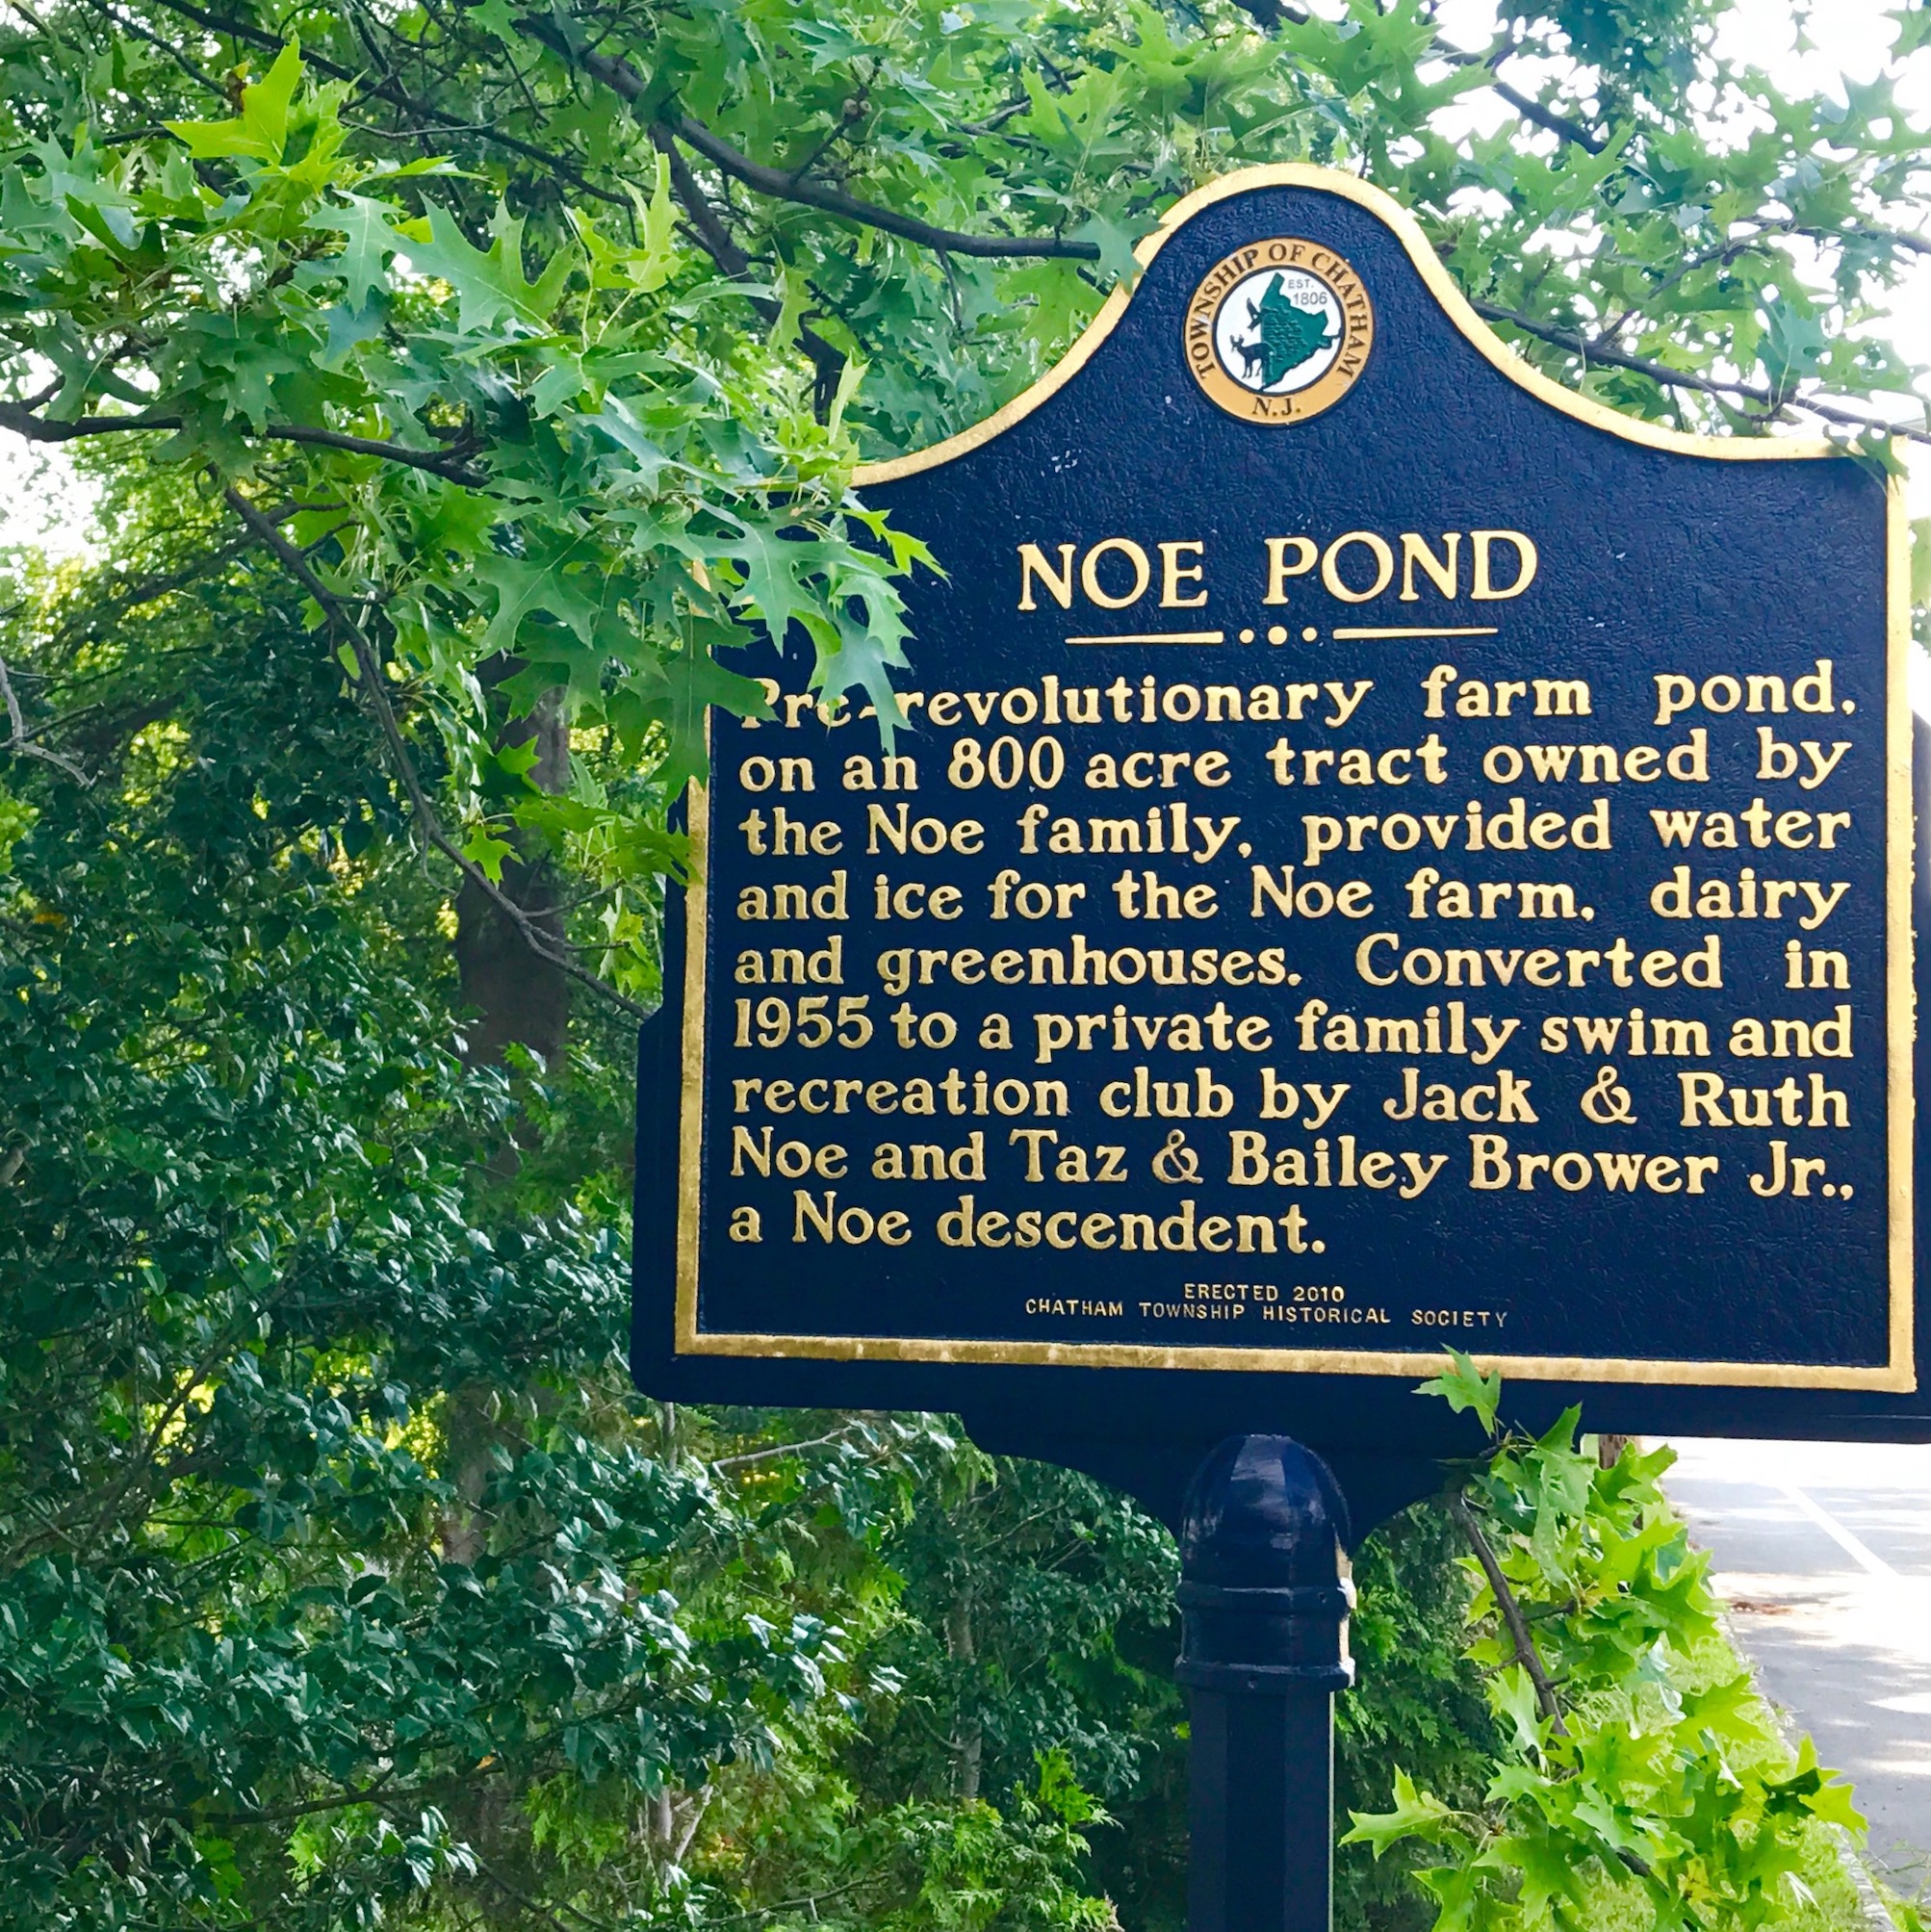 TOWNSHIP OF CHATHAM
EST.
1806
N.J.
NOE POND
Pre-revolutionary farm pond,
on an 800 acre tract owned by
the Noe family, provided water
and ice for the Noe farm, dairy
and greenhouses. Converted in
1955 to a private family swim and
recreation club by Jack & Ruth
Noe and Taz & Bailey Brower Jr.,
a Noe descendent.
ERECTED 2010
CHATHAM TOWNSHIP HISTORICAL SOCIETY